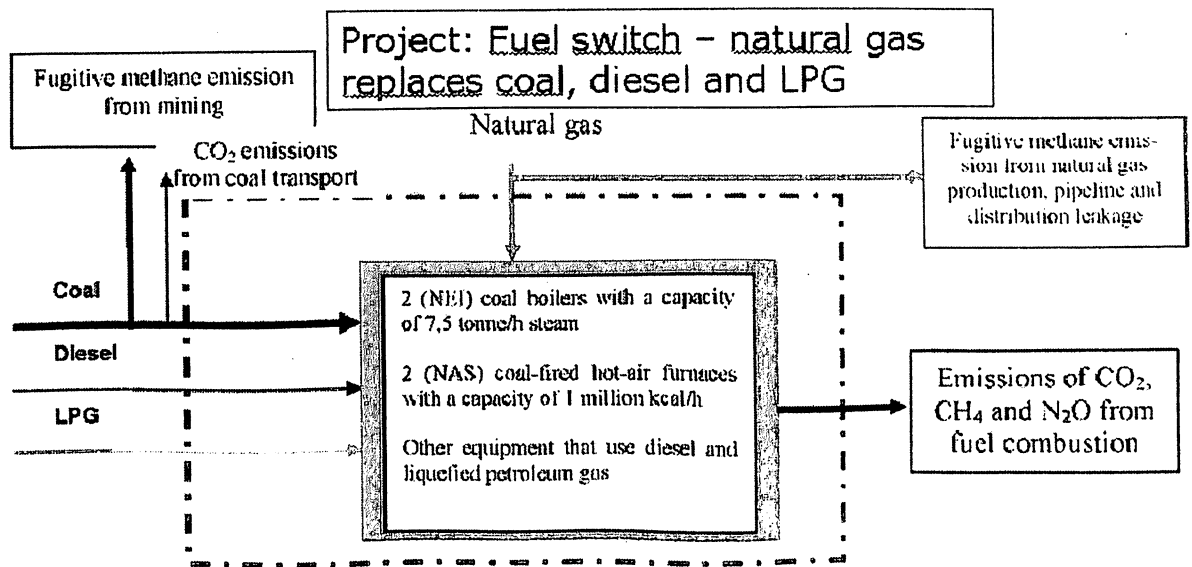 Project: Fuel switch – natural gas
replaces coal, diesel and LPG
Fugitive methane emission
from mining
Natural gas
CO₂ emissions
from coal transport
Fugitive methane emis-
sion from natural gas
production, pipeline and
distribution leakage
Coal
Diesel
LPG
2 (NEI) coal boilers with a capacity
of 7,5 tonne/h steam
2 (NAS) coal-fired hot-air furnaces
with a capacity of 1 million kcal/h
Other equipment that use diesel and
liquefied petroleum gas
Emissions of CO₂,
CH₄ and N₂O from
fuel combustion